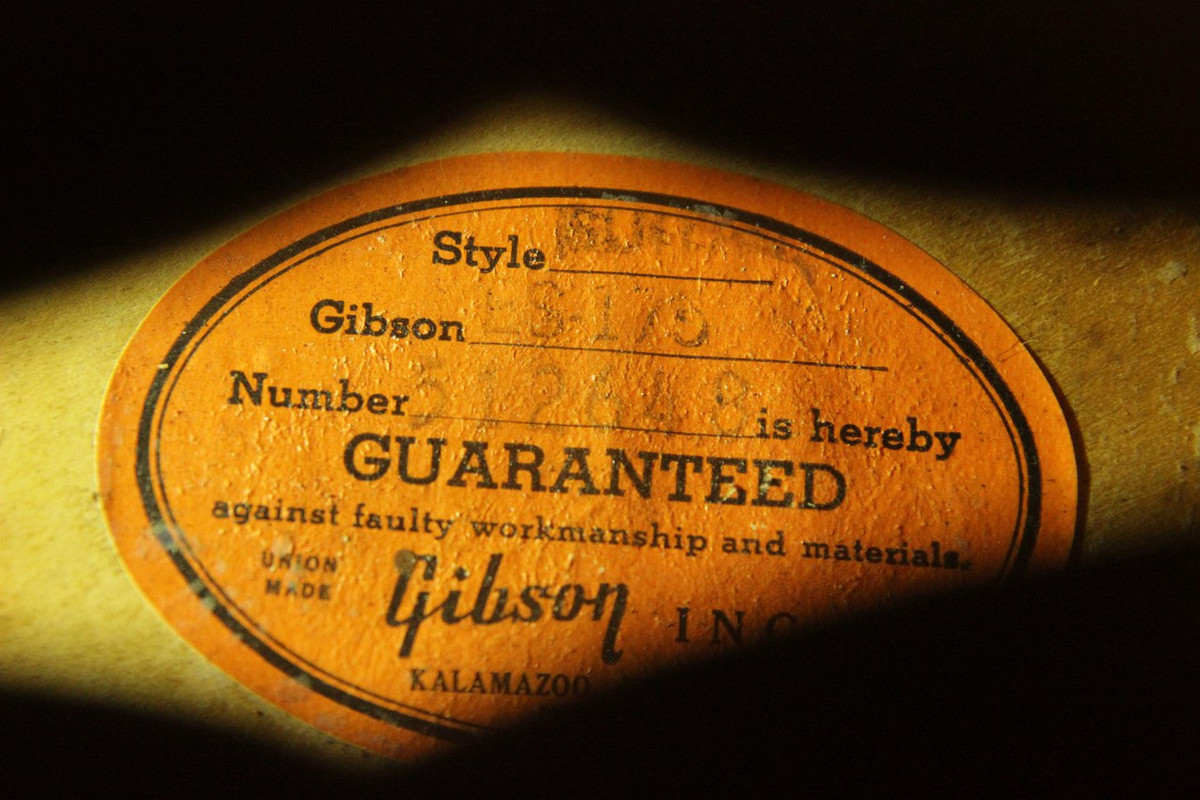 Style
Gibson ES-175
Number is hereby
GUARANTEED
against faulty workmanship and materials.
UNION
MADE
Gibson INC
KALAMAZOO